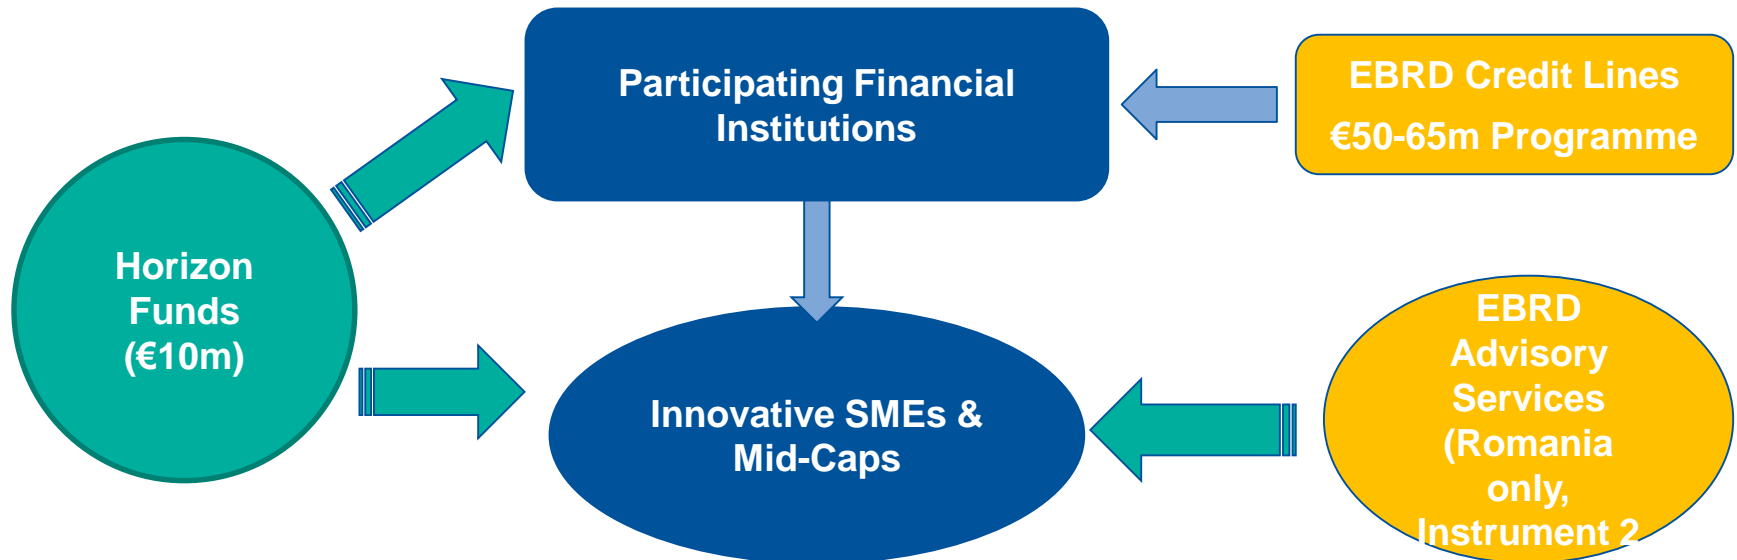 Participating Financial
Institutions
EBRD Credit Lines
€50-65m Programme
Horizon
Funds
(€10m)
Innovative SMEs &
Mid-Caps
EBRD
Advisory
Services
(Romania
only,
Instrument 2